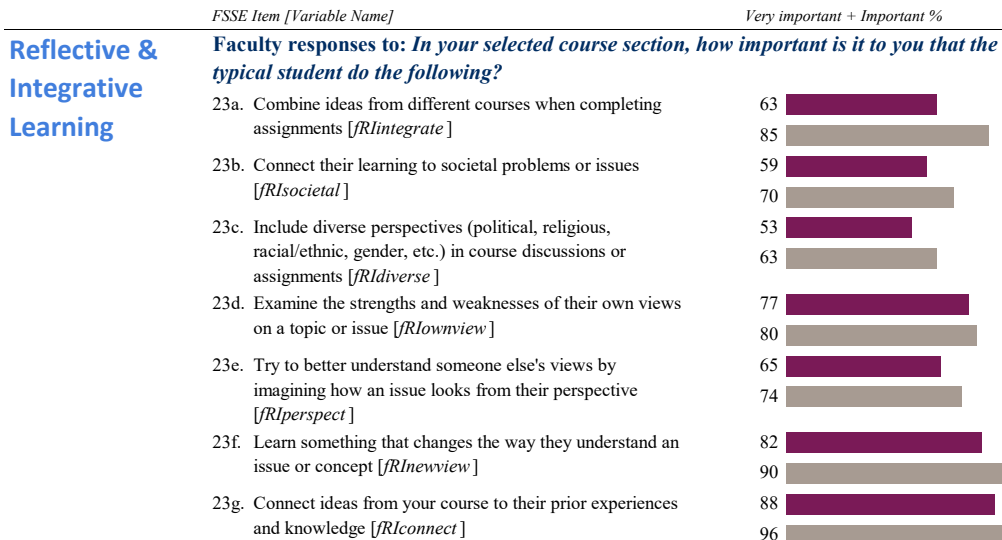 FSSE Item [Variable Name]
Very important + Important %
Reflective &
Integrative
Learning
Faculty responses to: In your selected course section, how important is it to you that the
typical student do the following?
23a. Combine ideas from different courses when completing
assignments [fRIintegrate]
63
85
23b. Connect their learning to societal problems or issues
[fRIsocietal]
59
70
23c. Include diverse perspectives (political, religious,
racial/ethnic, gender, etc.) in course discussions or
assignments [fRIdiverse]
53
63
23d. Examine the strengths and weaknesses of their own views
on a topic or issue [fRIownview]
77
80
23e. Try to better understand someone else's views by
imagining how an issue looks from their perspective
[fRIperspect]
65
74
23f. Learn something that changes the way they understand an
issue or concept [fRInewview]
82
90
23g. Connect ideas from your course to their prior experiences
and knowledge [fRIconnect]
88
96